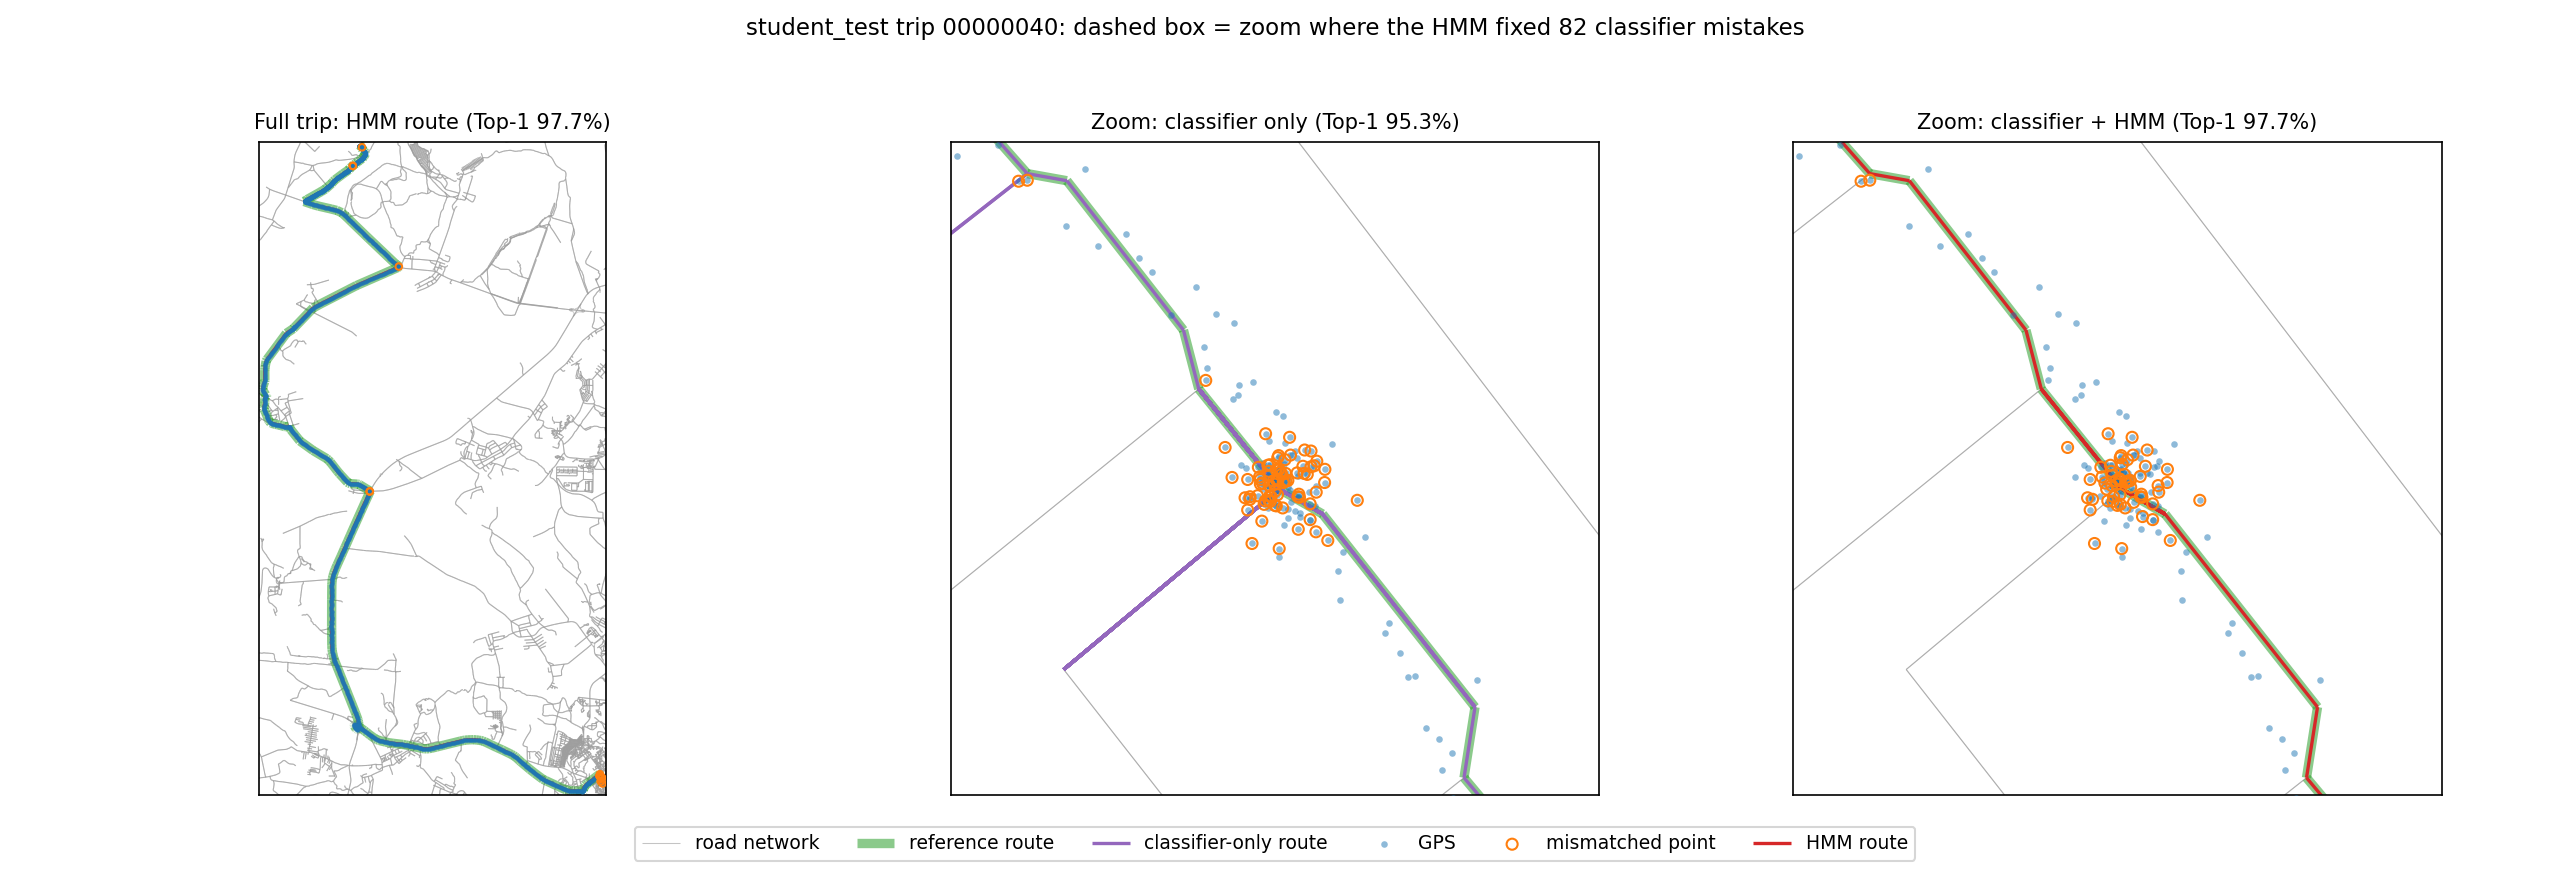 student_test trip 00000040: dashed box = zoom where the HMM fixed 82 classifier mistakes
Full trip: HMM route (Top-1 97.7%)
Zoom: classifier only (Top-1 95.3%)
Zoom: classifier + HMM (Top-1 97.7%)
road network
reference route
classifier-only route
GPS
mismatched point
HMM route